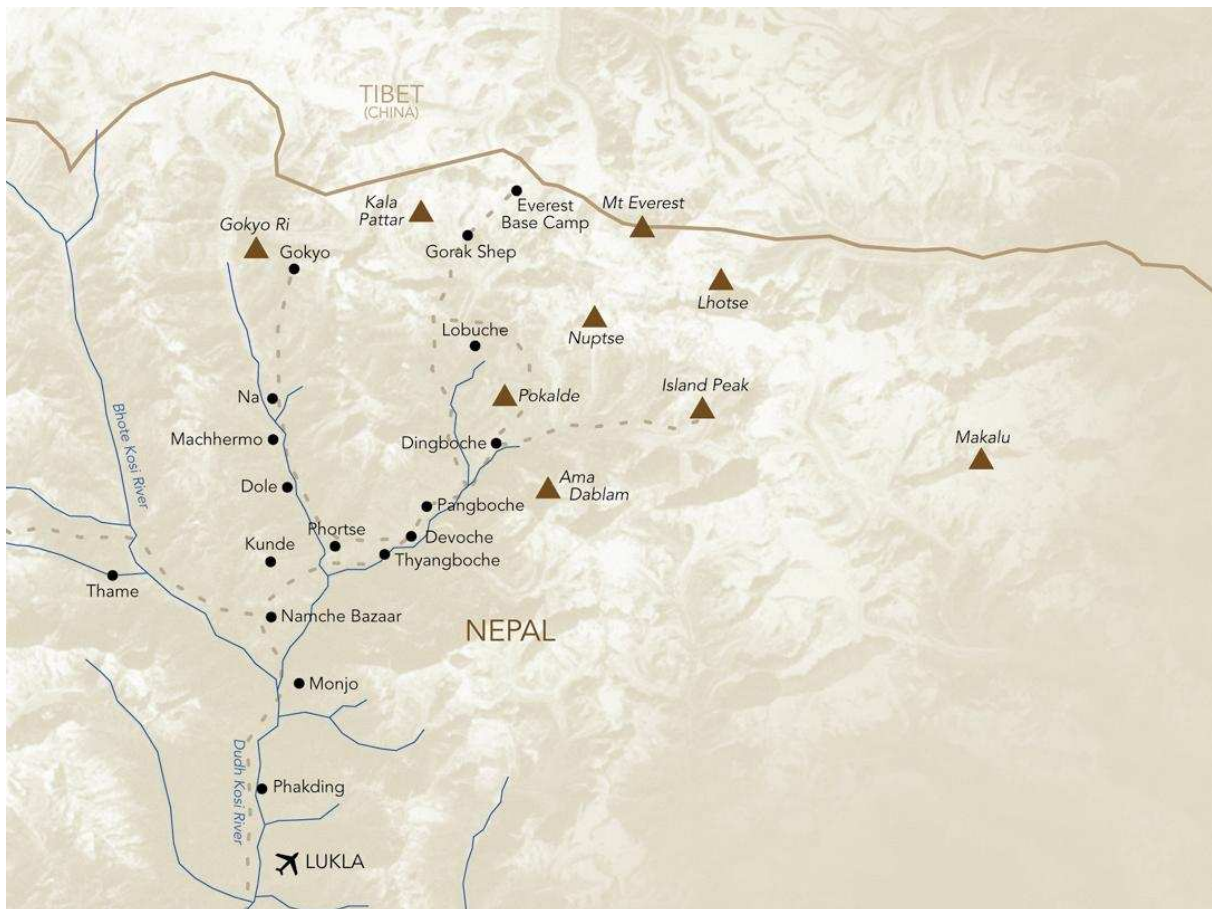 TIBET
(CHINA)
Kala
Pattar
Everest
Base Camp
Mt Everest
Gokyo Ri
Gokyo
Gorak Shep
Lhotse
Nuptse
Lobuche
Island Peak
Na
Pokalde
Bhote Kosi River
Machhermo
Dingboche
Makalu
Ama
Dablam
Dole
Pangboche
Phortse
Devoche
Kunde
Thyangboche
Thame
Namche Bazaar
NEPAL
Monjo
Dudh Kosi River
Phakding
LUKLA